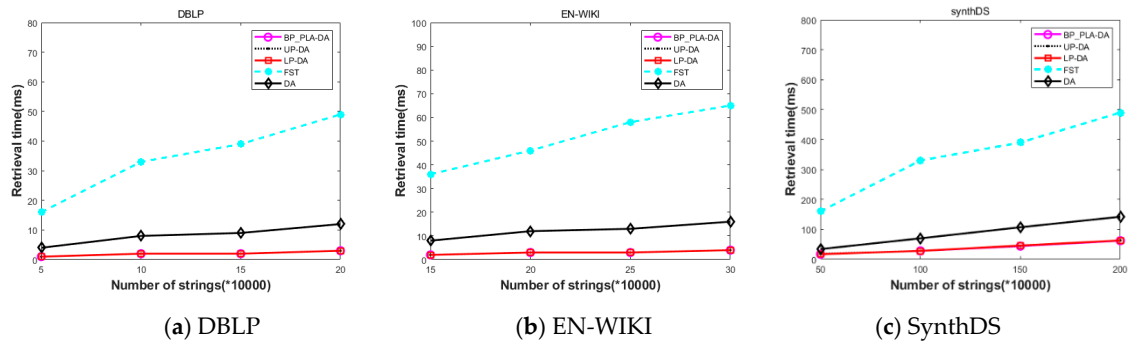 DBLP
80
70
60
50
40
30
20
10
0
5
10
15
20
Retrieval time(ms)
Number of strings(*10000)
BP_PLA-DA
UP-DA
LP-DA
FST
DA
(a) DBLP
EN-WIKI
100
90
80
70
60
50
40
30
20
10
0
15
20
25
30
Retrieval time(ms)
Number of strings(*10000)
BP_PLA-DA
UP-DA
LP-DA
FST
DA
(b) EN-WIKI
synthDS
800
700
600
500
400
300
200
100
0
50
100
150
200
Retrieval time(ms)
Number of strings(*10000)
BP_PLA-DA
UP-DA
LP-DA
FST
DA
(c) SynthDS